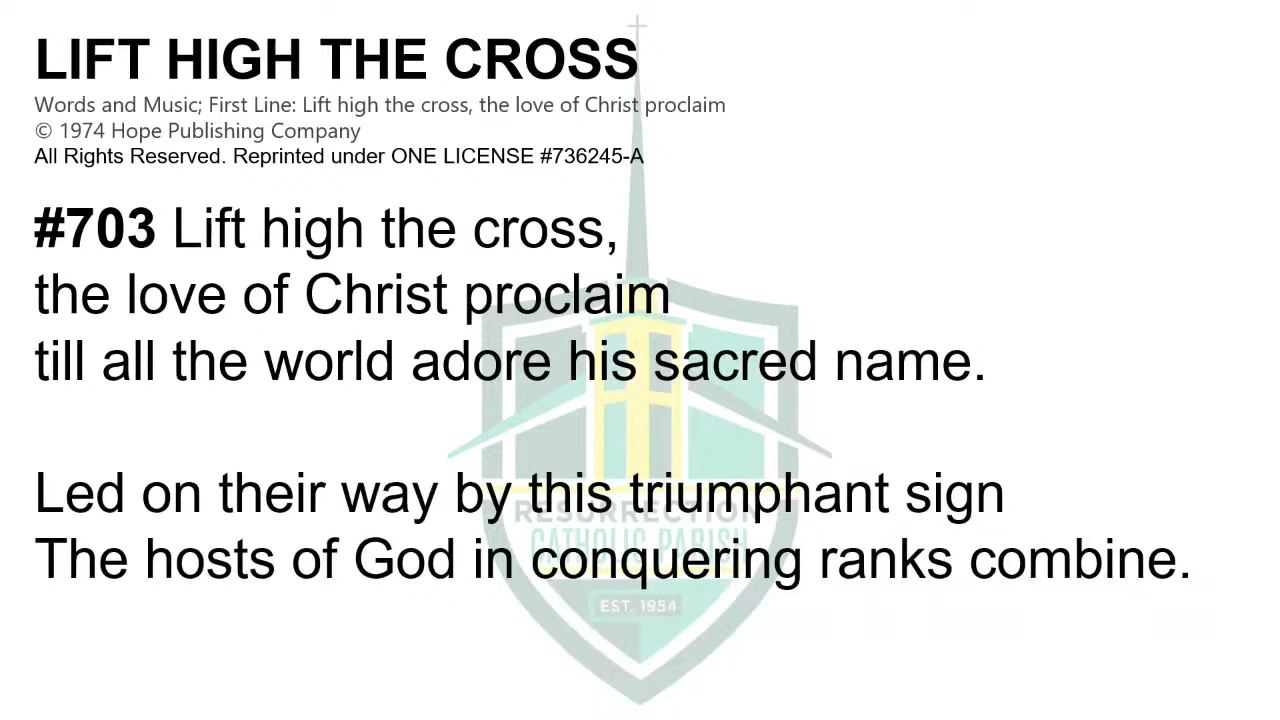 LIFT HIGH THE CROSS
Words and Music; First Line: Lift high the cross, the love of Christ proclaim
© 1974 Hope Publishing Company
All Rights Reserved. Reprinted under ONE LICENSE #736245-A
#703 Lift high the cross,
the love of Christ proclaim
till all the world adore his sacred name.
Led on their way by this triumphant sign
The hosts of God in conquering ranks combine.
RESURRECTION
CATHOLIC PARISH
EST. 1954